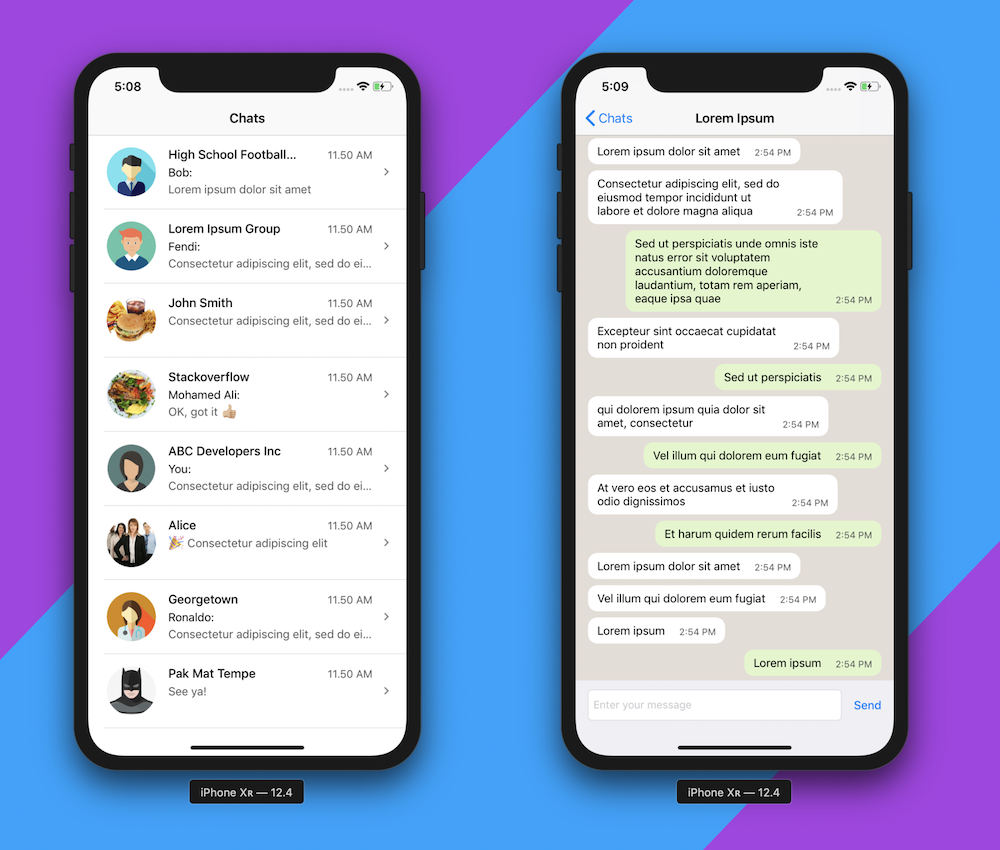 5:08
Chats
High School Football...
11.50 AM
Bob:
Lorem ipsum dolor sit amet
Lorem Ipsum Group
11.50 AM
Fendi:
Consectetur adipiscing elit, sed do ei...
John Smith
11.50 AM
Consectetur adipiscing elit, sed do ei...
Stackoverflow
11.50 AM
Mohamed Ali:
OK, got it 👍🏼
ABC Developers Inc
11.50 AM
You:
Consectetur adipiscing elit, sed do ei...
Alice
11.50 AM
🎉 Consectetur adipiscing elit
Georgetown
11.50 AM
Ronaldo:
Consectetur adipiscing elit, sed do ei...
Pak Mat Tempe
11.50 AM
See ya!
iPhone Xʀ — 12.4
5:09
Chats
Lorem Ipsum
Lorem ipsum dolor sit amet
2:54 PM
Consectetur adipiscing elit, sed do
eiusmod tempor incididunt ut
labore et dolore magna aliqua
2:54 PM
Sed ut perspiciatis unde omnis iste
natus error sit voluptatem
accusantium doloremque
laudantium, totam rem aperiam,
eaque ipsa quae
2:54 PM
Excepteur sint occaecat cupidatat
non proident
2:54 PM
Sed ut perspiciatis
2:54 PM
qui dolorem ipsum quia dolor sit
amet, consectetur
2:54 PM
Vel illum qui dolorem eum fugiat
2:54 PM
At vero eos et accusamus et iusto
odio dignissimos
2:54 PM
Et harum quidem rerum facilis
2:54 PM
Lorem ipsum dolor sit amet
2:54 PM
Vel illum qui dolorem eum fugiat
2:54 PM
Lorem ipsum
2:54 PM
Lorem ipsum
2:54 PM
Enter your message
Send
iPhone Xʀ — 12.4